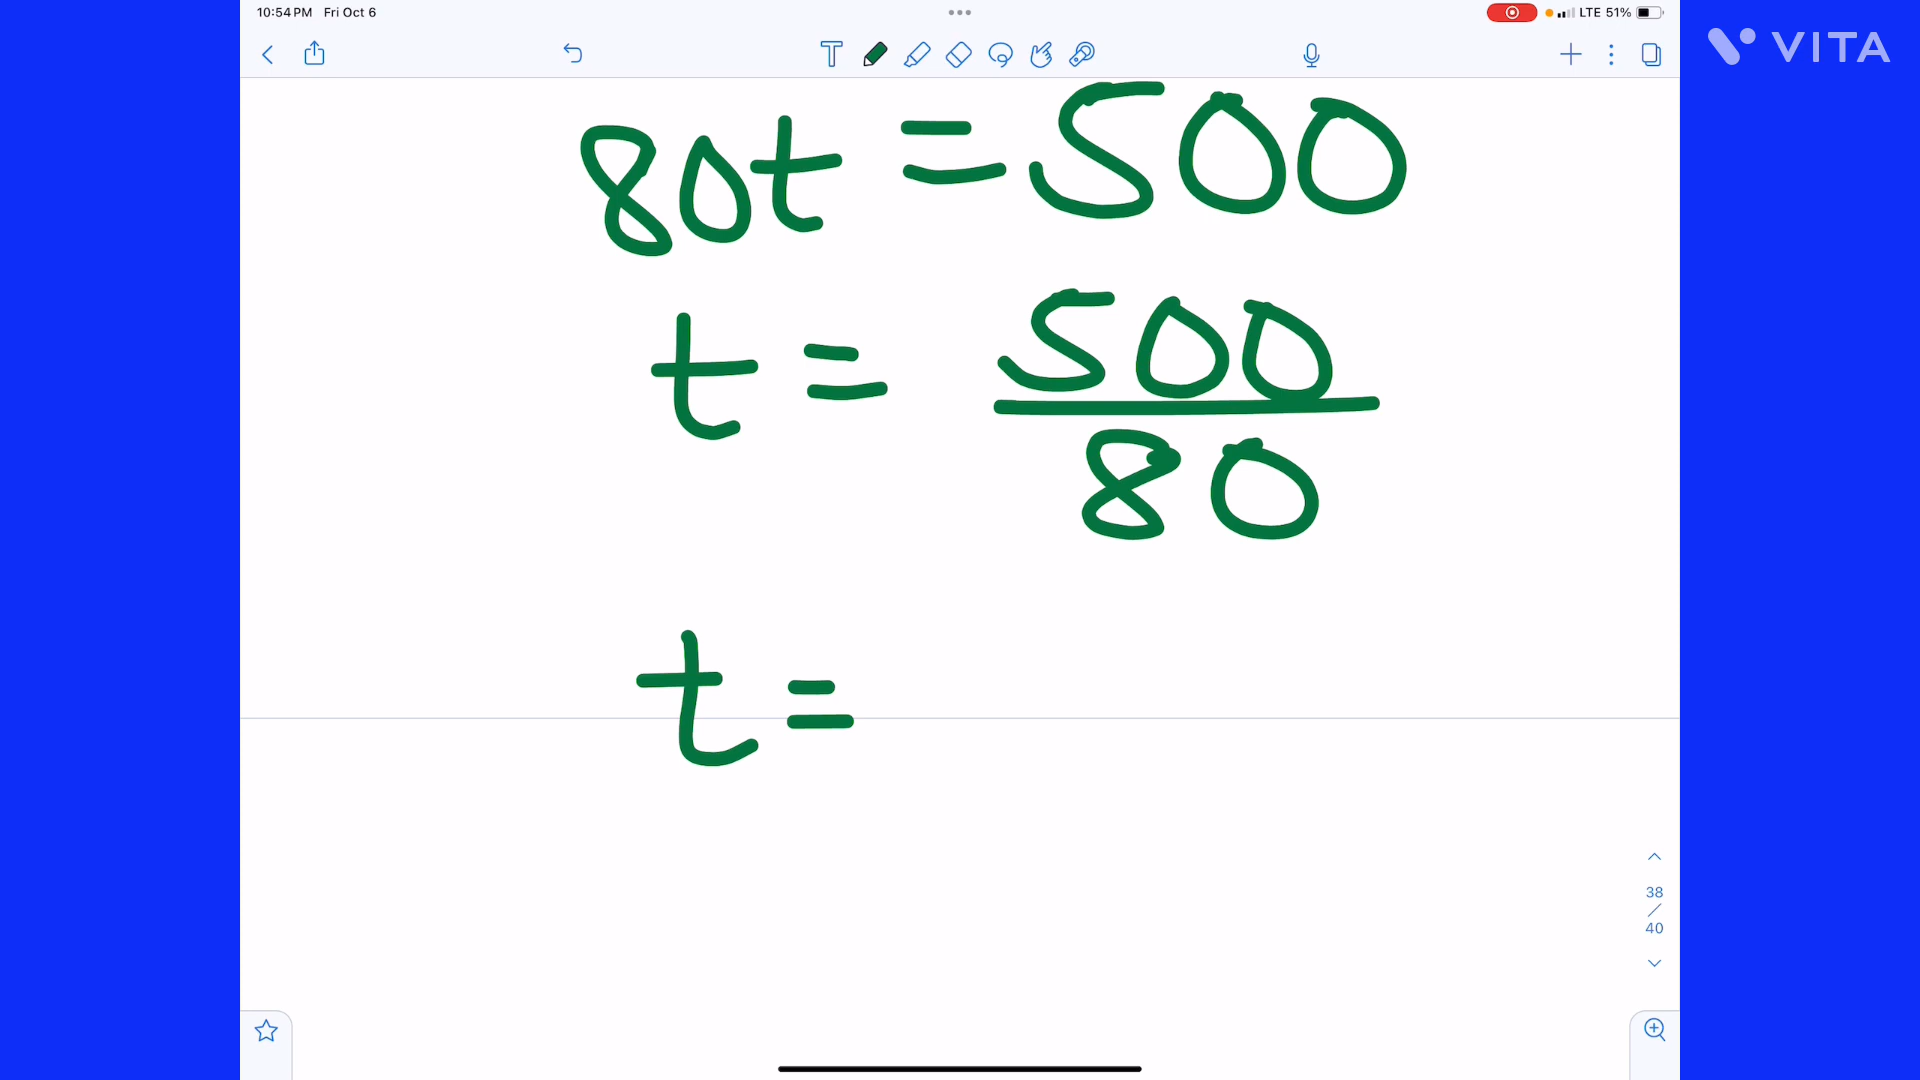 10:54 PM Fri Oct 6
LTE 51%
VITA
T
80t = 500
t = 500
80
t =
38
/
40